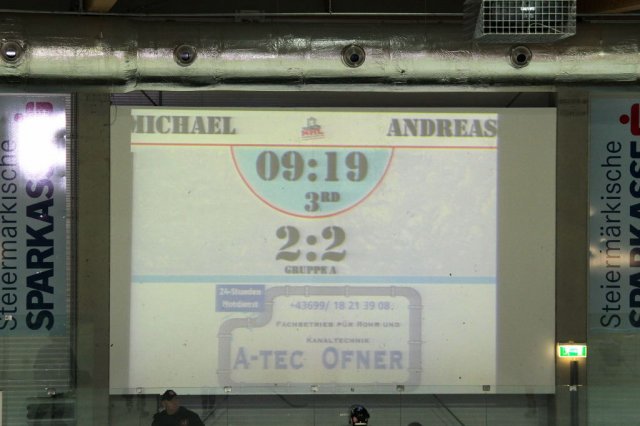 MICHAEL
ANDREAS
09:19
3RD
2:2
GRUPPE A
24-Stunden
Notdienst
+43699/ 18 21 39 08
FACHBETRIEB FÜR ROHR UND
KANALTECHNIK
A-TEC OFNER
Steiermärkische
SPARKASSE
Steiermärkische
SPARKASSE